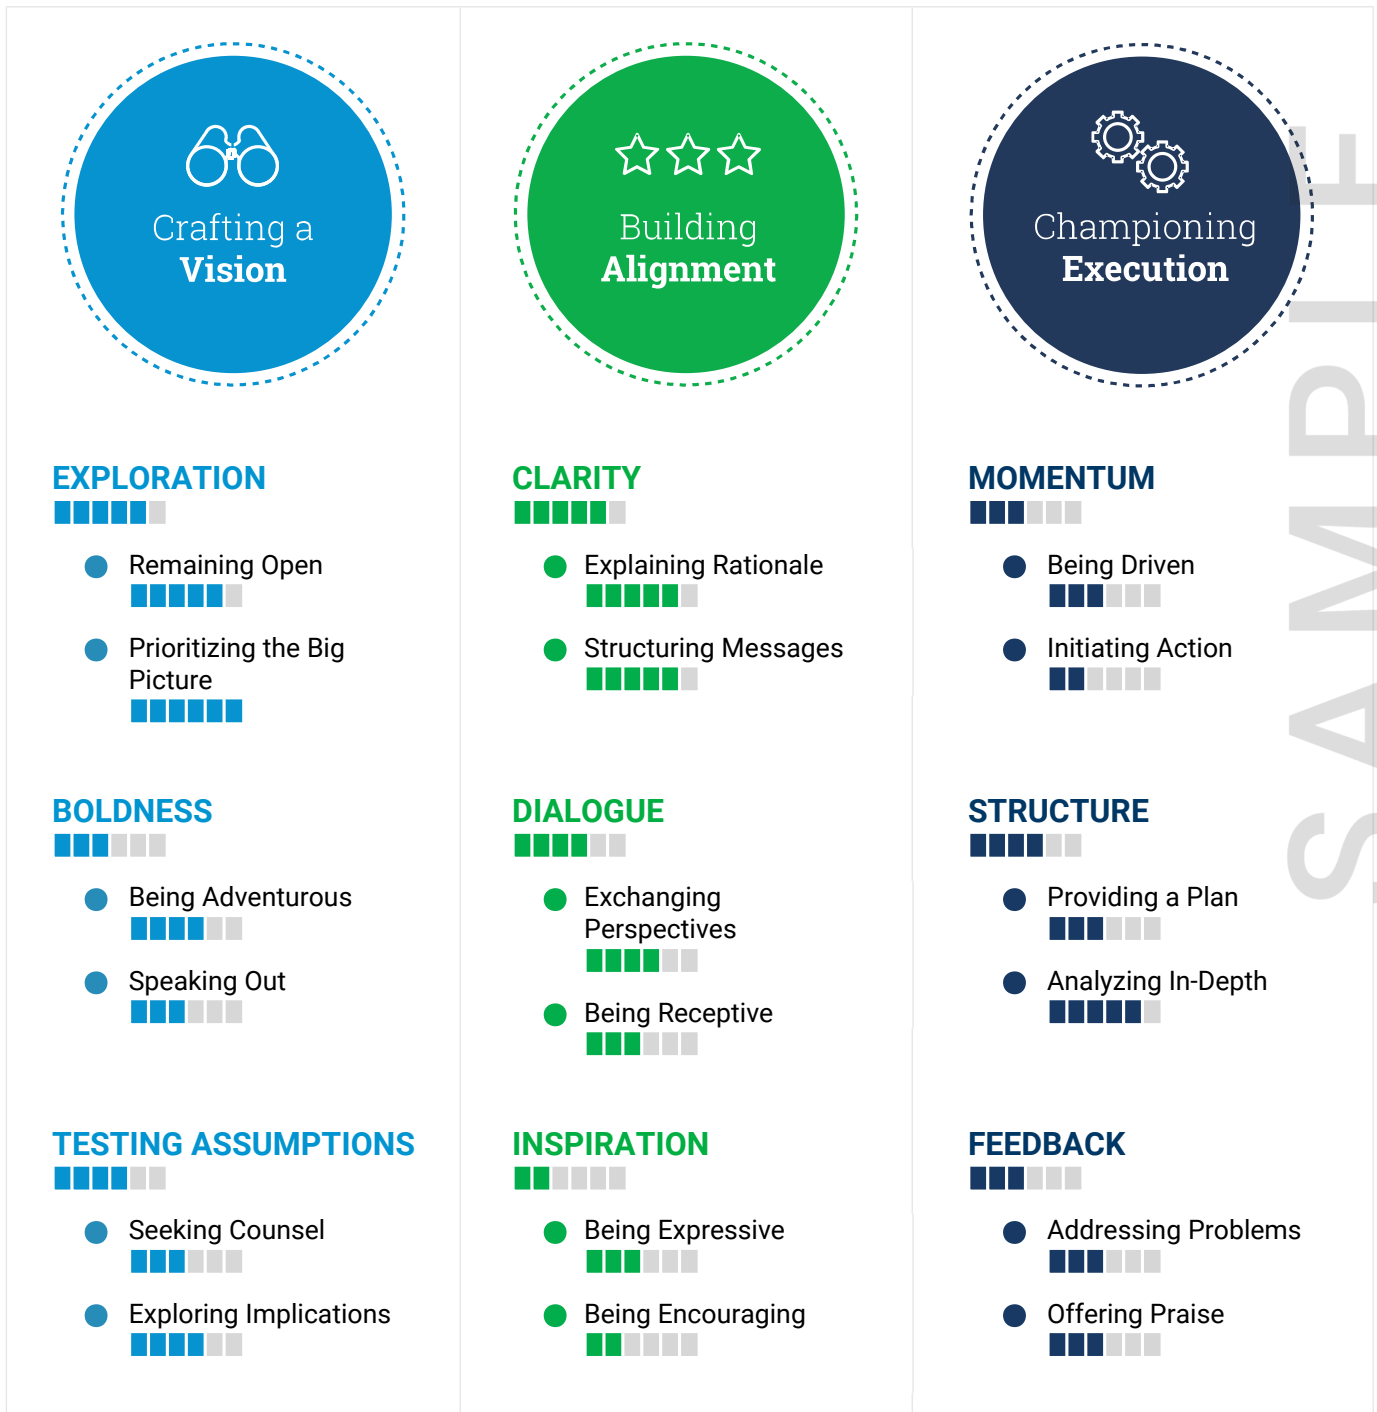 Crafting a
Vision
EXPLORATION
Remaining Open
Prioritizing the Big
Picture
BOLDNESS
Being Adventurous
Speaking Out
TESTING ASSUMPTIONS
Seeking Counsel
Exploring Implications
Building
Alignment
CLARITY
Explaining Rationale
Structuring Messages
DIALOGUE
Exchanging
Perspectives
Being Receptive
INSPIRATION
Being Expressive
Being Encouraging
Championing
Execution
MOMENTUM
Being Driven
Initiating Action
STRUCTURE
Providing a Plan
Analyzing In-Depth
FEEDBACK
Addressing Problems
Offering Praise
SAMPLE